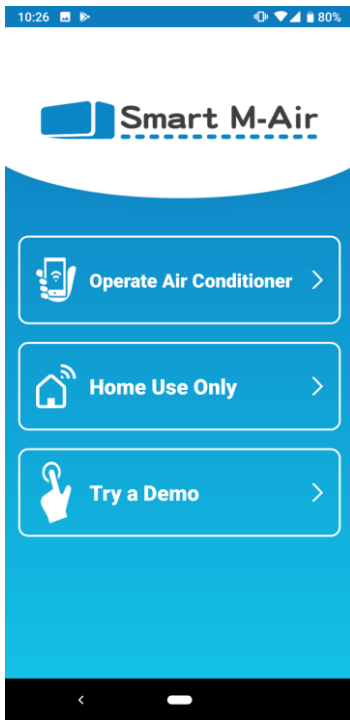 10:26
80%
Smart M-Air
Operate Air Conditioner
Home Use Only
Try a Demo